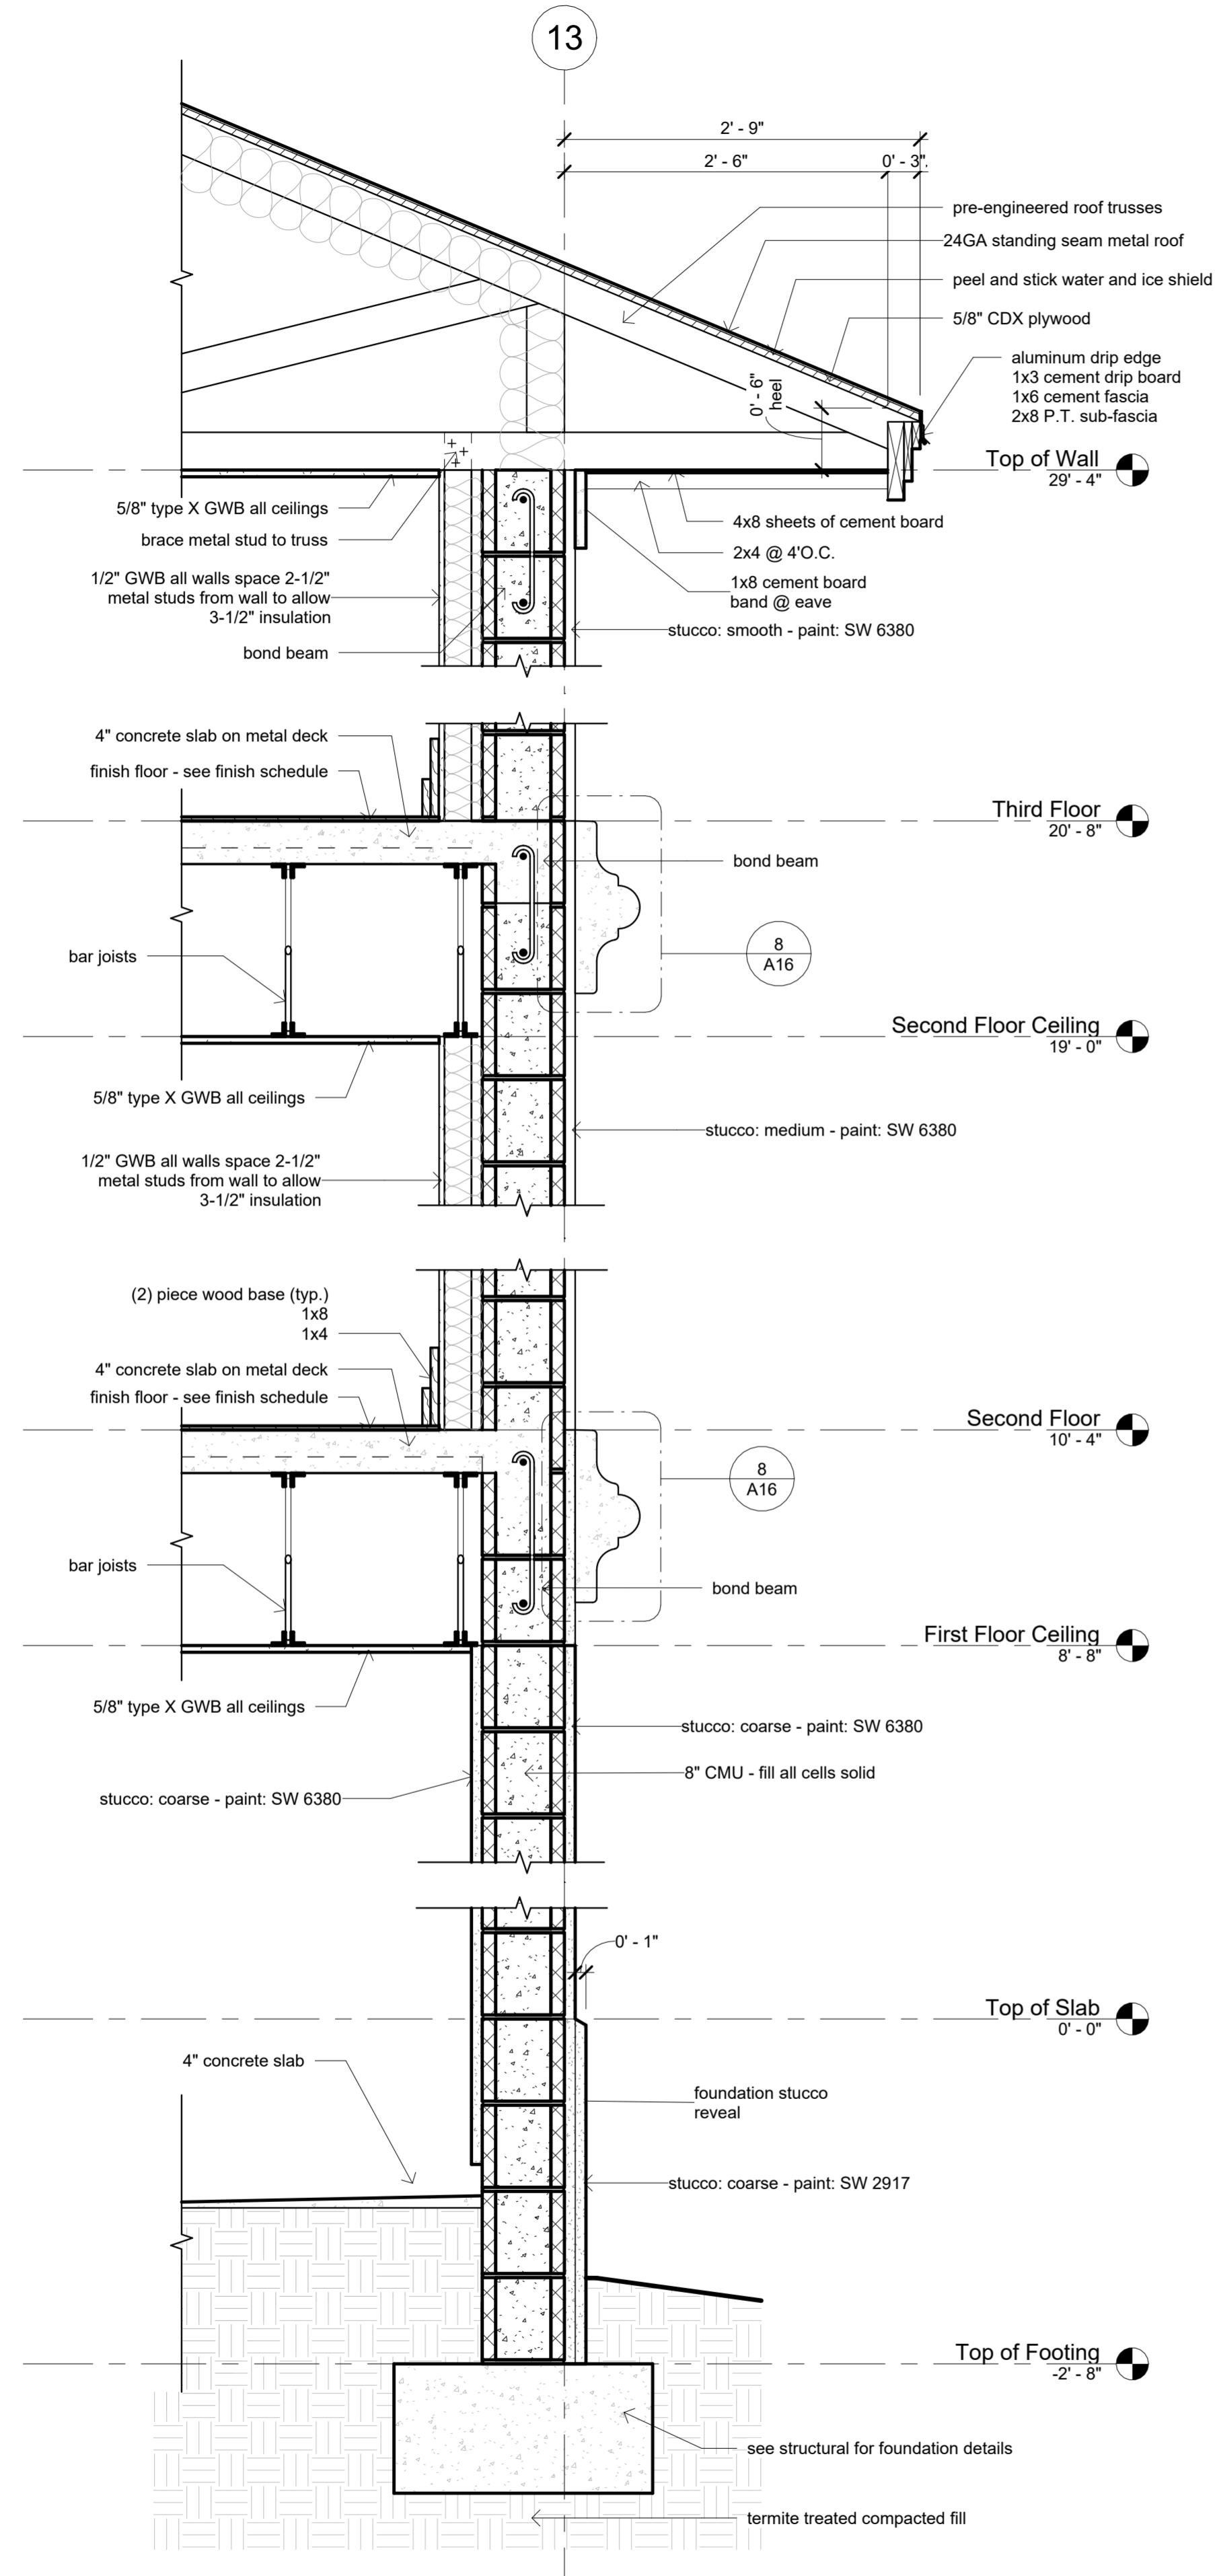 13
2' - 9"
2' - 6"
0' - 3"
pre-engineered roof trusses
24GA standing seam metal roof
peel and stick water and ice shield
5/8" CDX plywood
aluminum drip edge
1x3 cement drip board
1x6 cement fascia
2x8 P.T. sub-fascia
0' - 6"
heel
Top of Wall
29' - 4"
5/8" type X GWB all ceilings
brace metal stud to truss
1/2" GWB all walls space 2-1/2"
metal studs from wall to allow
3-1/2" insulation
bond beam
4x8 sheets of cement board
2x4 @ 4'O.C.
1x8 cement board
band @ eave
stucco: smooth - paint: SW 6380
4" concrete slab on metal deck
finish floor - see finish schedule
Third Floor
20' - 8"
bond beam
8
A16
bar joists
Second Floor Ceiling
19' - 0"
5/8" type X GWB all ceilings
stucco: medium - paint: SW 6380
1/2" GWB all walls space 2-1/2"
metal studs from wall to allow
3-1/2" insulation
(2) piece wood base (typ.)
1x8
1x4
4" concrete slab on metal deck
finish floor - see finish schedule
Second Floor
10' - 4"
8
A16
bar joists
bond beam
First Floor Ceiling
8' - 8"
5/8" type X GWB all ceilings
stucco: coarse - paint: SW 6380
8" CMU - fill all cells solid
stucco: coarse - paint: SW 6380
0' - 1"
Top of Slab
0' - 0"
4" concrete slab
foundation stucco
reveal
stucco: coarse - paint: SW 2917
Top of Footing
-2' - 8"
see structural for foundation details
termite treated compacted fill